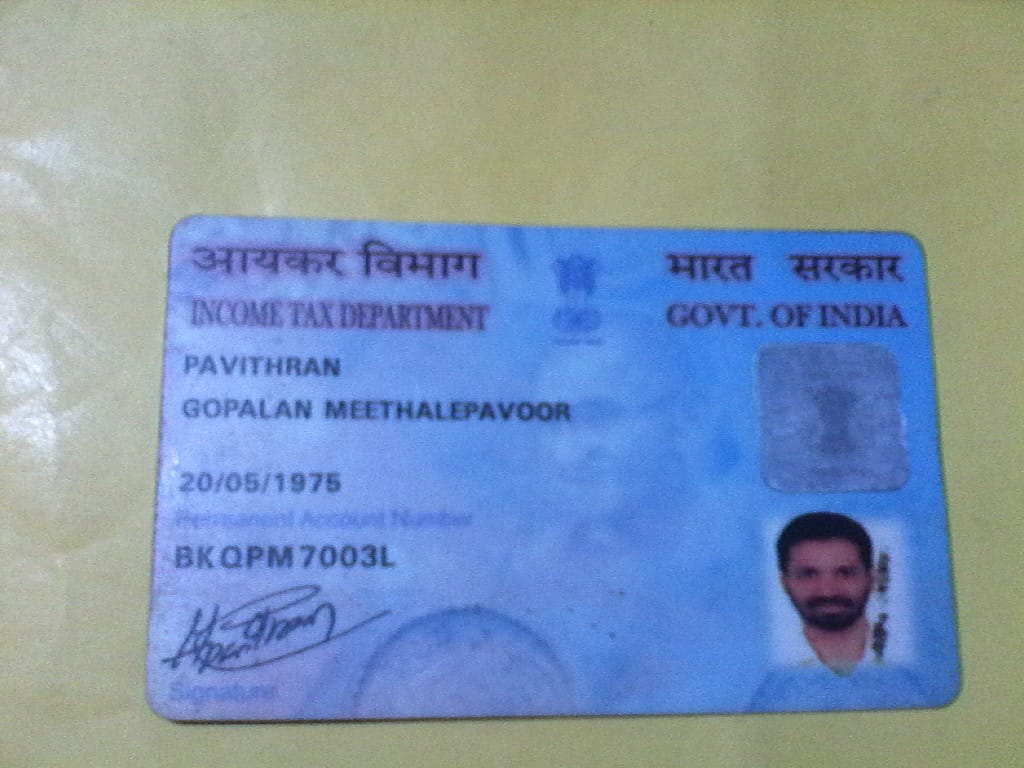 आयकर विभाग
INCOME TAX DEPARTMENT
भारत सरकार
GOVT. OF INDIA
PAVITHRAN
GOPALAN MEETHALEPAVOOR
20/05/1975
Permanent Account Number
BKQPM7003L
Signature